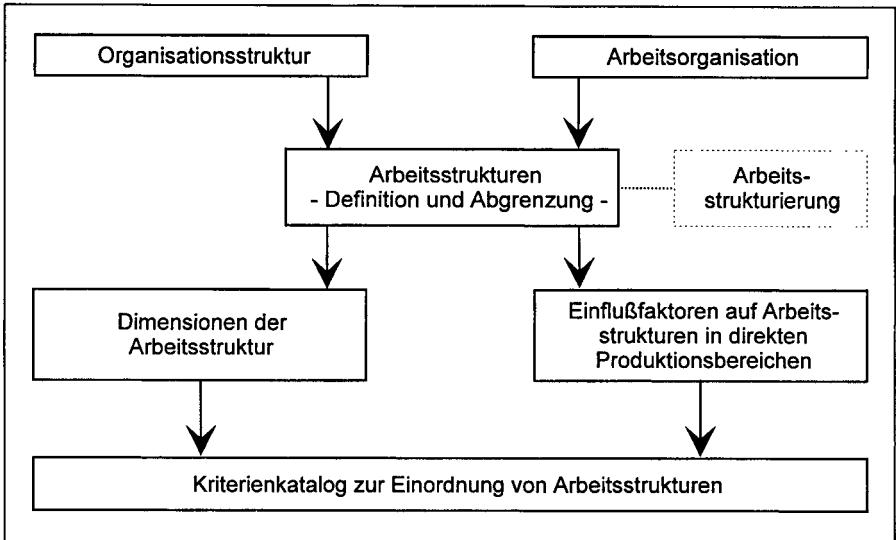 Organisationsstruktur
Arbeitsorganisation
Arbeitsstrukturen
- Definition und Abgrenzung -
Arbeits-
strukturierung
Dimensionen der
Arbeitsstruktur
Einflußfaktoren auf Arbeits-
strukturen in direkten
Produktionsbereichen
Kriterienkatalog zur Einordnung von Arbeitsstrukturen